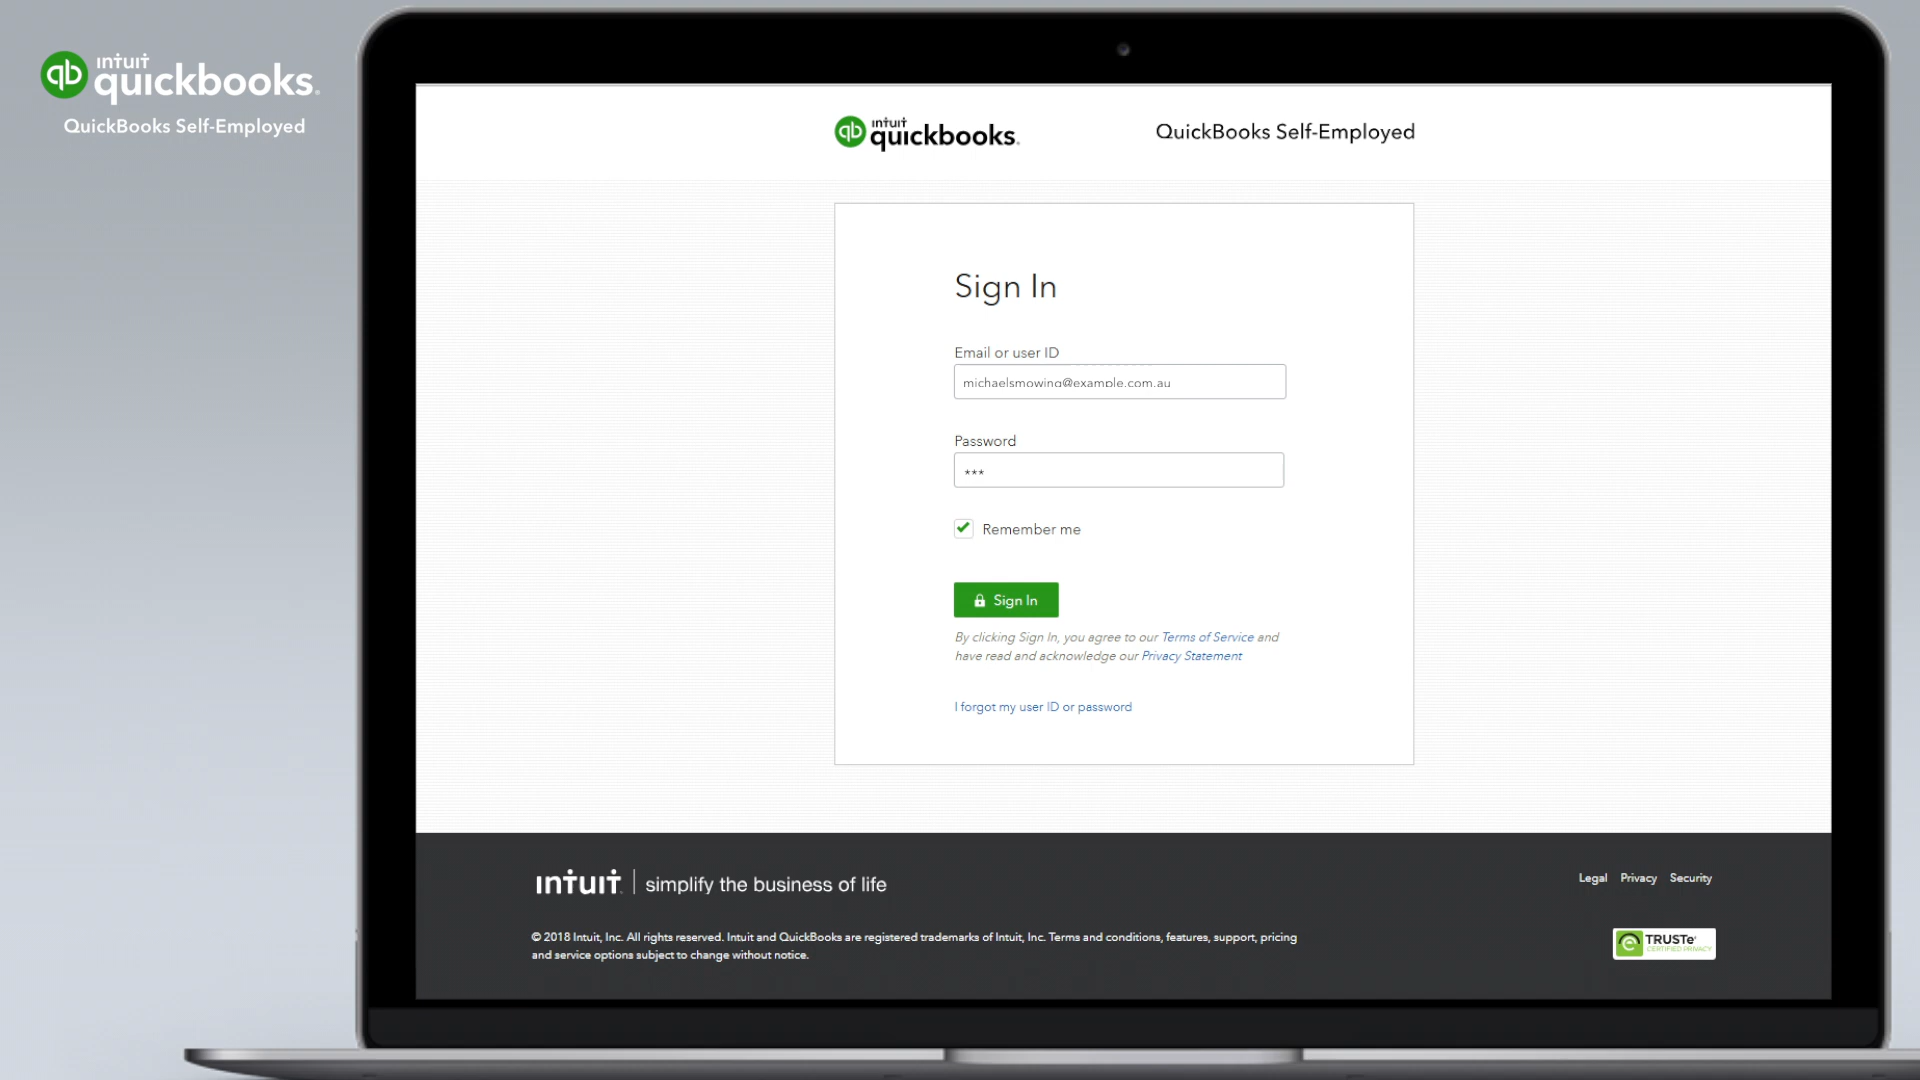 intuit
quickbooks.
QuickBooks Self-Employed
intuit
quickbooks.
QuickBooks Self-Employed
Sign In
Email or user ID
michaelsmowing@example.com.au
Password
***
Remember me
Sign In
By clicking Sign In, you agree to our Terms of Service and
have read and acknowledge our Privacy Statement
I forgot my user ID or password
intuit. simplify the business of life
Legal Privacy Security
© 2018 Intuit, Inc. All rights reserved. Intuit and QuickBooks are registered trademarks of Intuit, Inc. Terms and conditions, features, support, pricing
and service options subject to change without notice.
TRUSTe
CERTIFIED PRIVACY